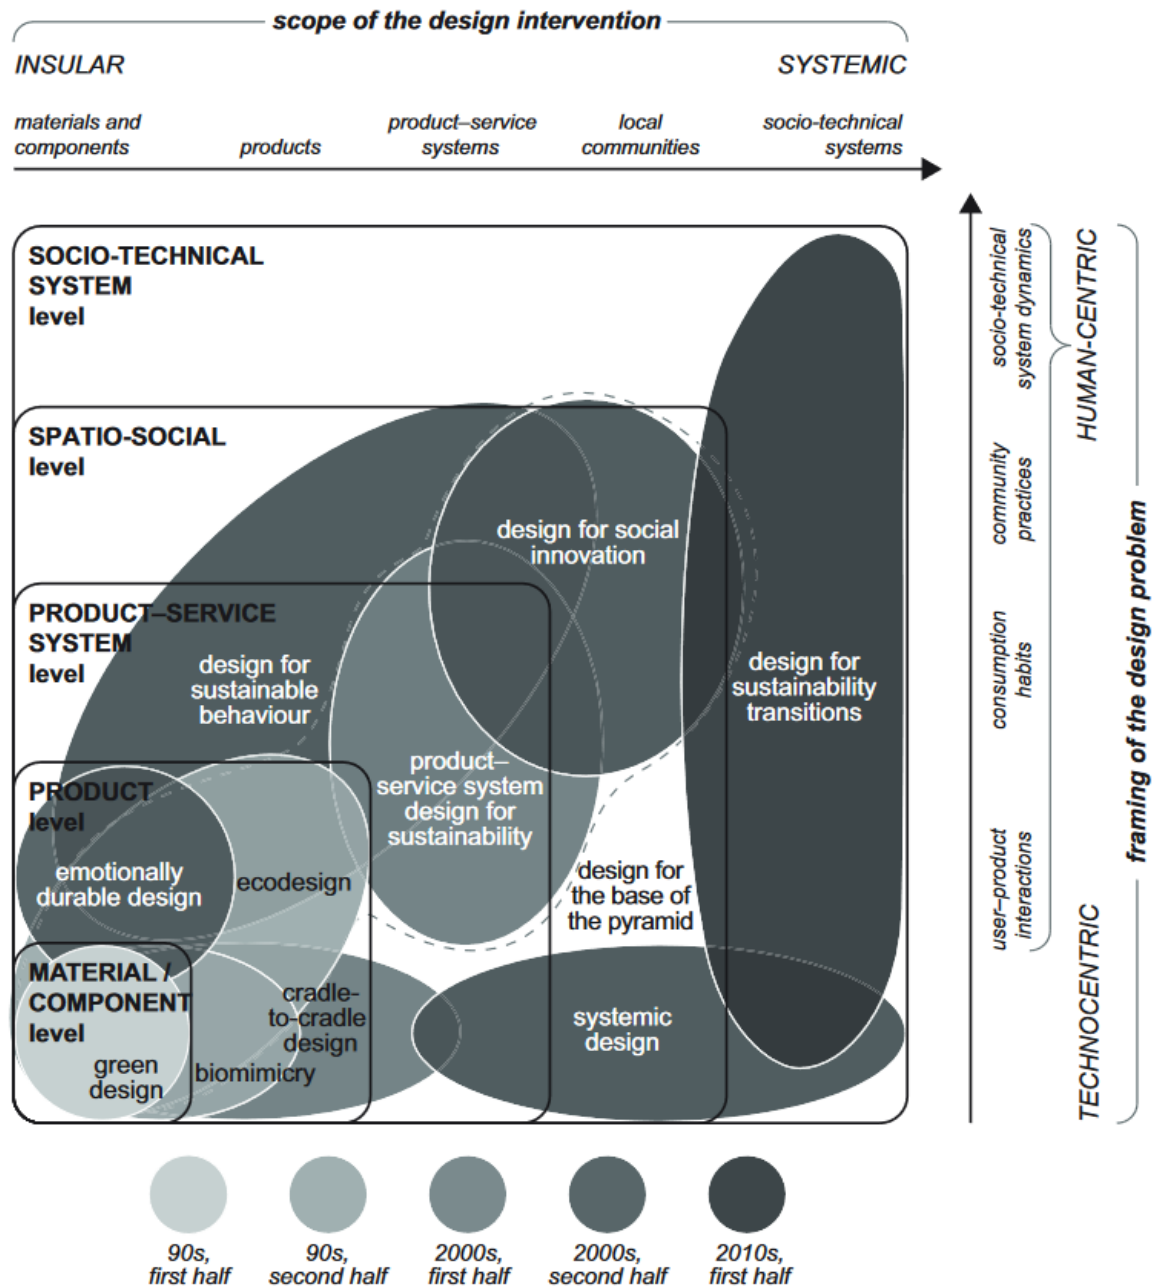 scope of the design intervention
INSULAR
SYSTEMIC
materials and
components
products
product–service
systems
local
communities
socio-technical
systems
SOCIO-TECHNICAL
SYSTEM
level
SPATIO-SOCIAL
level
design for social
innovation
PRODUCT–SERVICE
SYSTEM
level
design for
sustainable
behaviour
design for
sustainability
transitions
product–
service system
design for
sustainability
PRODUCT
level
emotionally
durable design
ecodesign
design for
the base of
the pyramid
MATERIAL /
COMPONENT
level
cradle-
to-cradle
design
systemic
design
green
design
biomimicry
socio-technical
system dynamics
community
practices
consumption
habits
user–product
interactions
HUMAN-CENTRIC
TECHNOCENTRIC
framing of the design problem
90s,
first half
90s,
second half
2000s,
first half
2000s,
second half
2010s,
first half